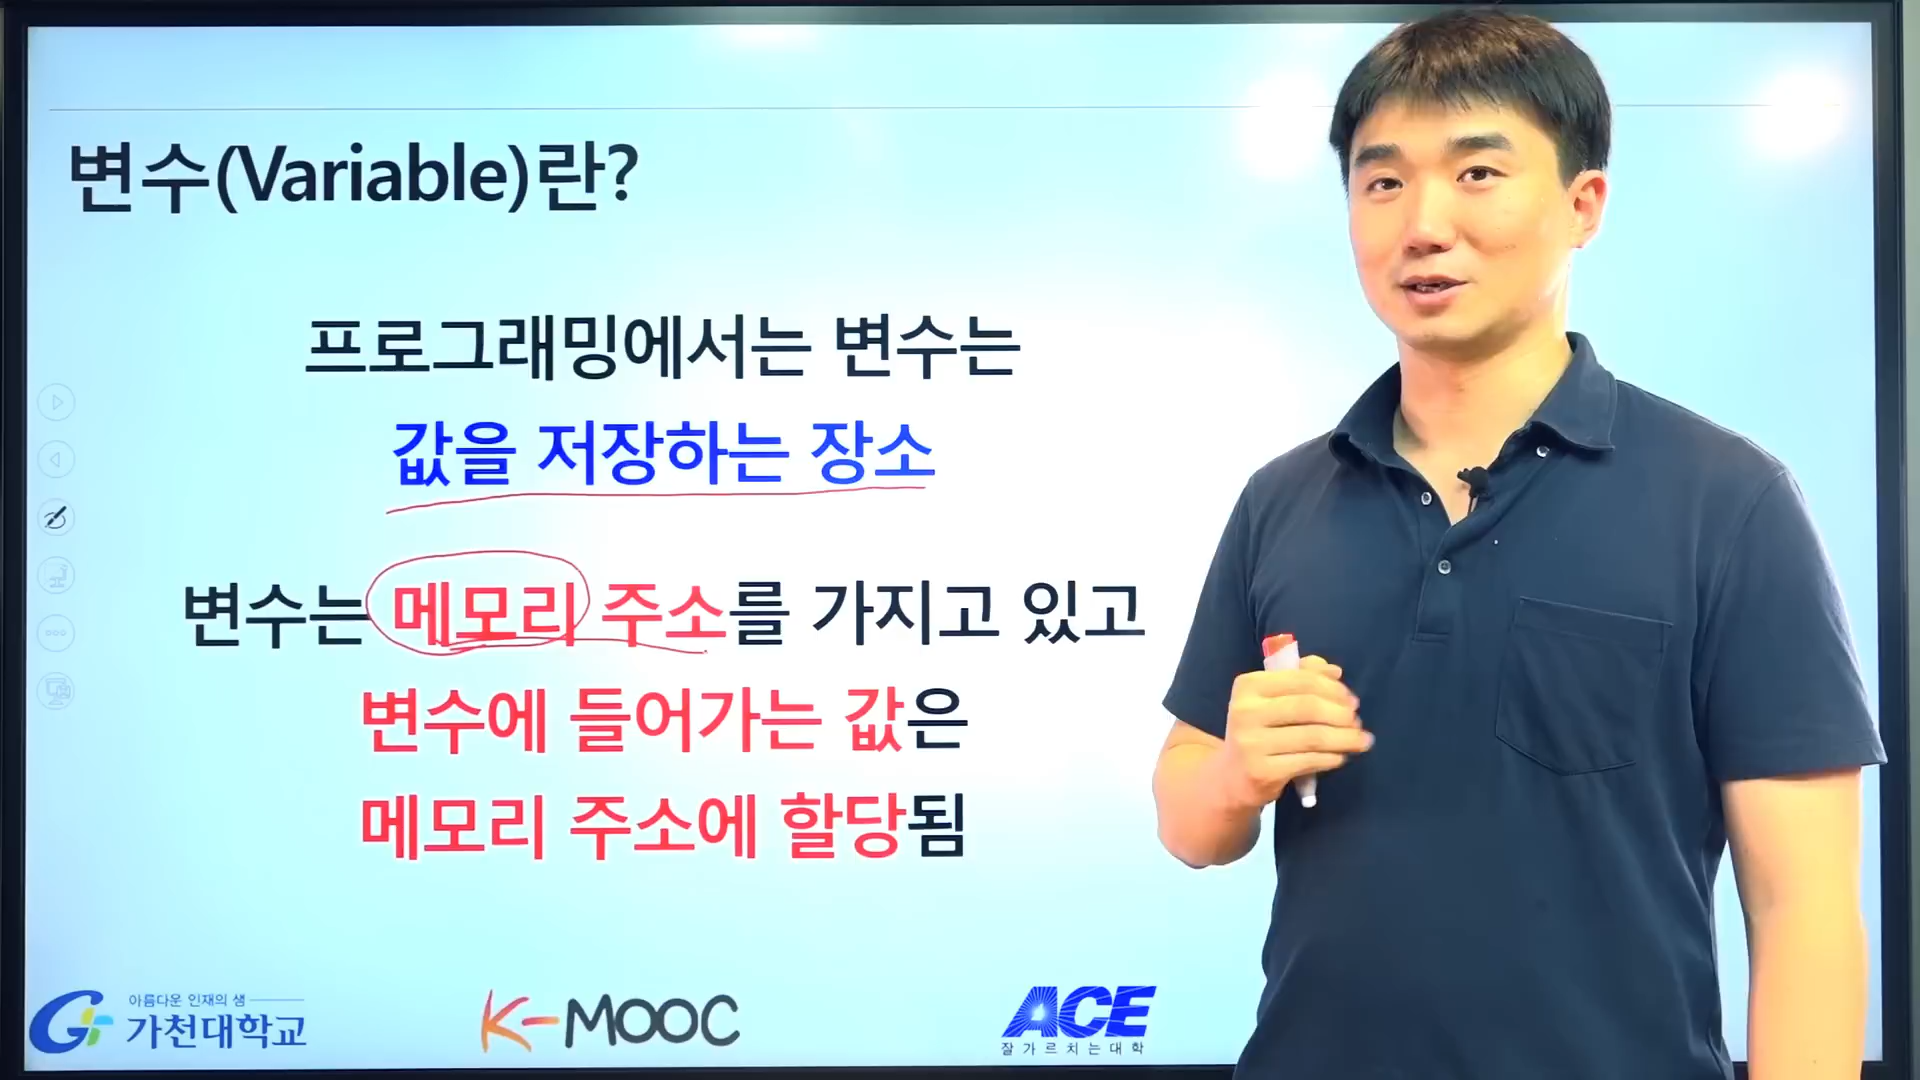 변수(Variable)란?
프로그래밍에서는 변수는
값을 저장하는 장소
변수는 메모리 주소를 가지고 있고
변수에 들어가는 값은
메모리 주소에 할당됨
아름다운 인재의 샘
가천대학교
K-MOOC
ACE
잘가르치는대학